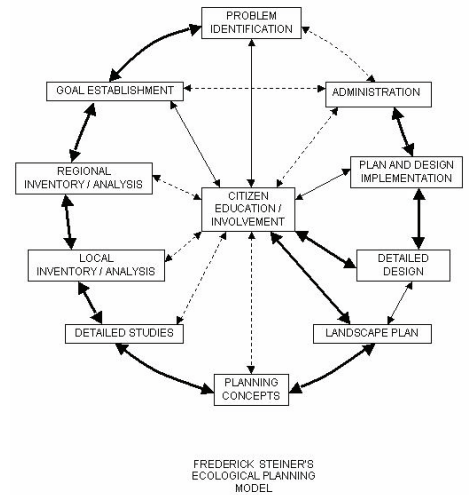 PROBLEM
IDENTIFICATION
GOAL ESTABLISHMENT
ADMINISTRATION
REGIONAL
INVENTORY / ANALYSIS
CITIZEN
EDUCATION /
INVOLVEMENT
PLAN AND DESIGN
IMPLEMENTATION
LOCAL
INVENTORY / ANALYSIS
DETAILED
DESIGN
DETAILED STUDIES
LANDSCAPE PLAN
PLANNING
CONCEPTS
FREDERICK STEINER'S
ECOLOGICAL PLANNING
MODEL